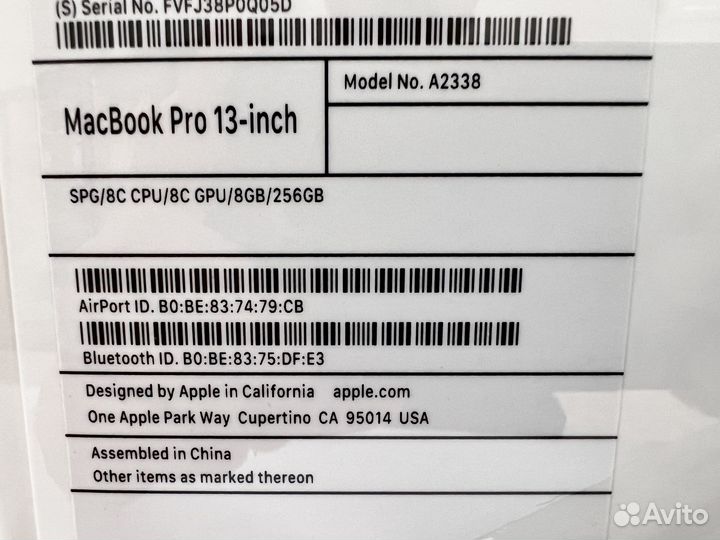 (S) Serial No. FVFJ38P0Q05D
Model No. A2338
MacBook Pro 13-inch
SPG/8C CPU/8C GPU/8GB/256GB
AirPort ID. B0:BE:83:74:79:CB
Bluetooth ID. B0:BE:83:75:DF:E3
Designed by Apple in California apple.com
One Apple Park Way Cupertino CA 95014 USA
Assembled in China
Other items as marked thereon
Avito